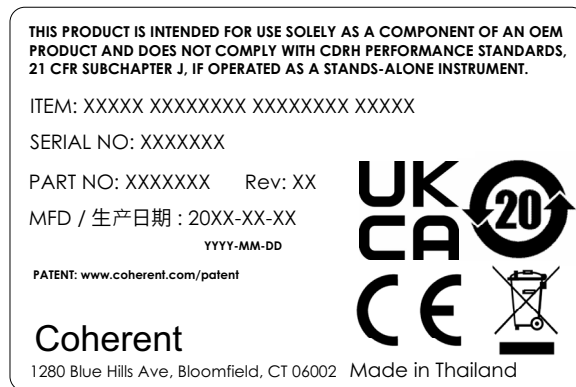 THIS PRODUCT IS INTENDED FOR USE SOLELY AS A COMPONENT OF AN OEM
PRODUCT AND DOES NOT COMPLY WITH CDRH PERFORMANCE STANDARDS,
21 CFR SUBCHAPTER J, IF OPERATED AS A STANDS-ALONE INSTRUMENT.
ITEM: XXXXX XXXXXXXX XXXXXXXX XXXXX
SERIAL NO: XXXXXXX
PART NO: XXXXXXX Rev: XX
MFD / 生产日期 : 20XX-XX-XX
YYYY-MM-DD
UK
CA
20
PATENT: www.coherent.com/patent
CE
Coherent
1280 Blue Hills Ave, Bloomfield, CT 06002 Made in Thailand